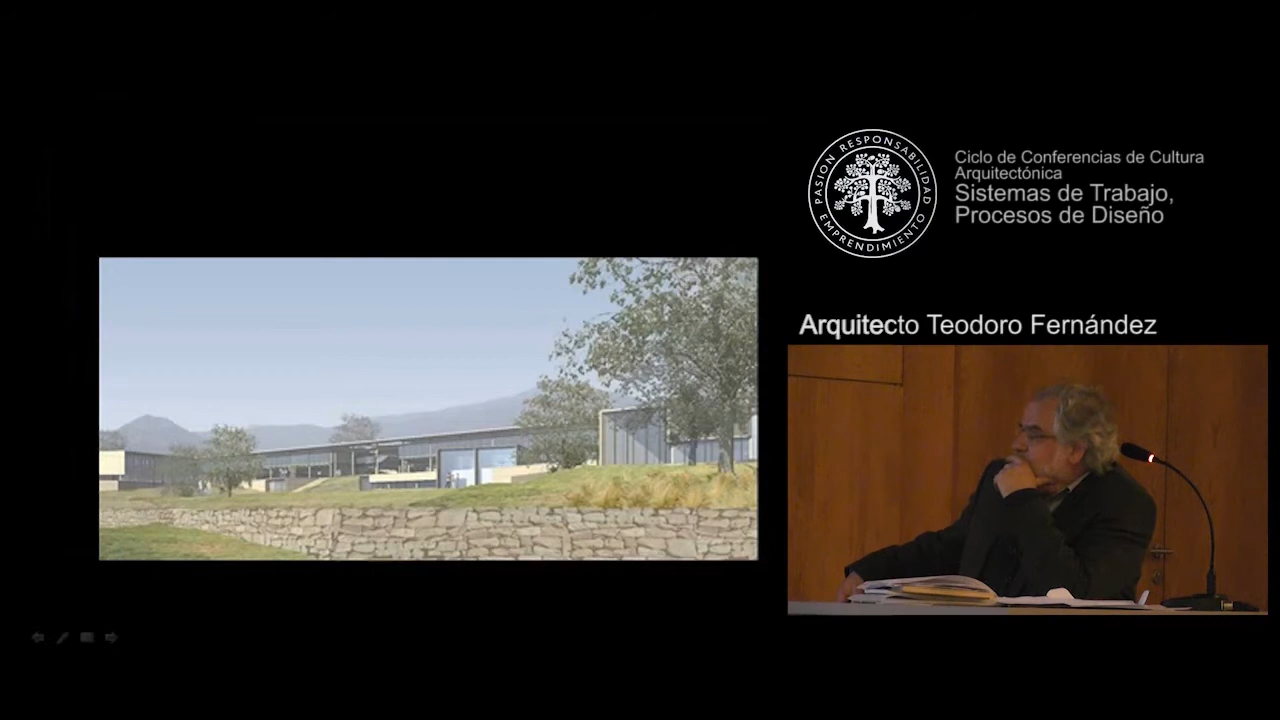 PASION RESPONSABILIDAD
EMPRENDIMIENTO
Ciclo de Conferencias de Cultura
Arquitectónica
Sistemas de Trabajo,
Procesos de Diseño
Arquitecto Teodoro Fernández